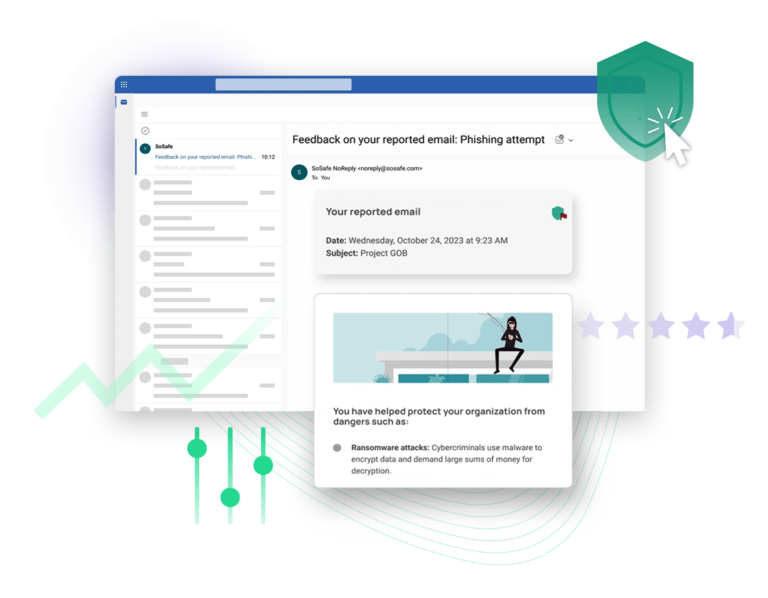 SoSafe
Feedback on your reported email: Phishi... 10:12
Feedback on your reported email.
Feedback on your reported email: Phishing attempt
S
S
SoSafe NoReply <noreply@sosafe.com>
To: You
Your reported email
Date: Wednesday, October 24, 2023 at 9:23 AM
Subject: Project GOB
You have helped protect your organization from
dangers such as:
Ransomware attacks: Cybercriminals use malware to
encrypt data and demand large sums of money for
decryption.